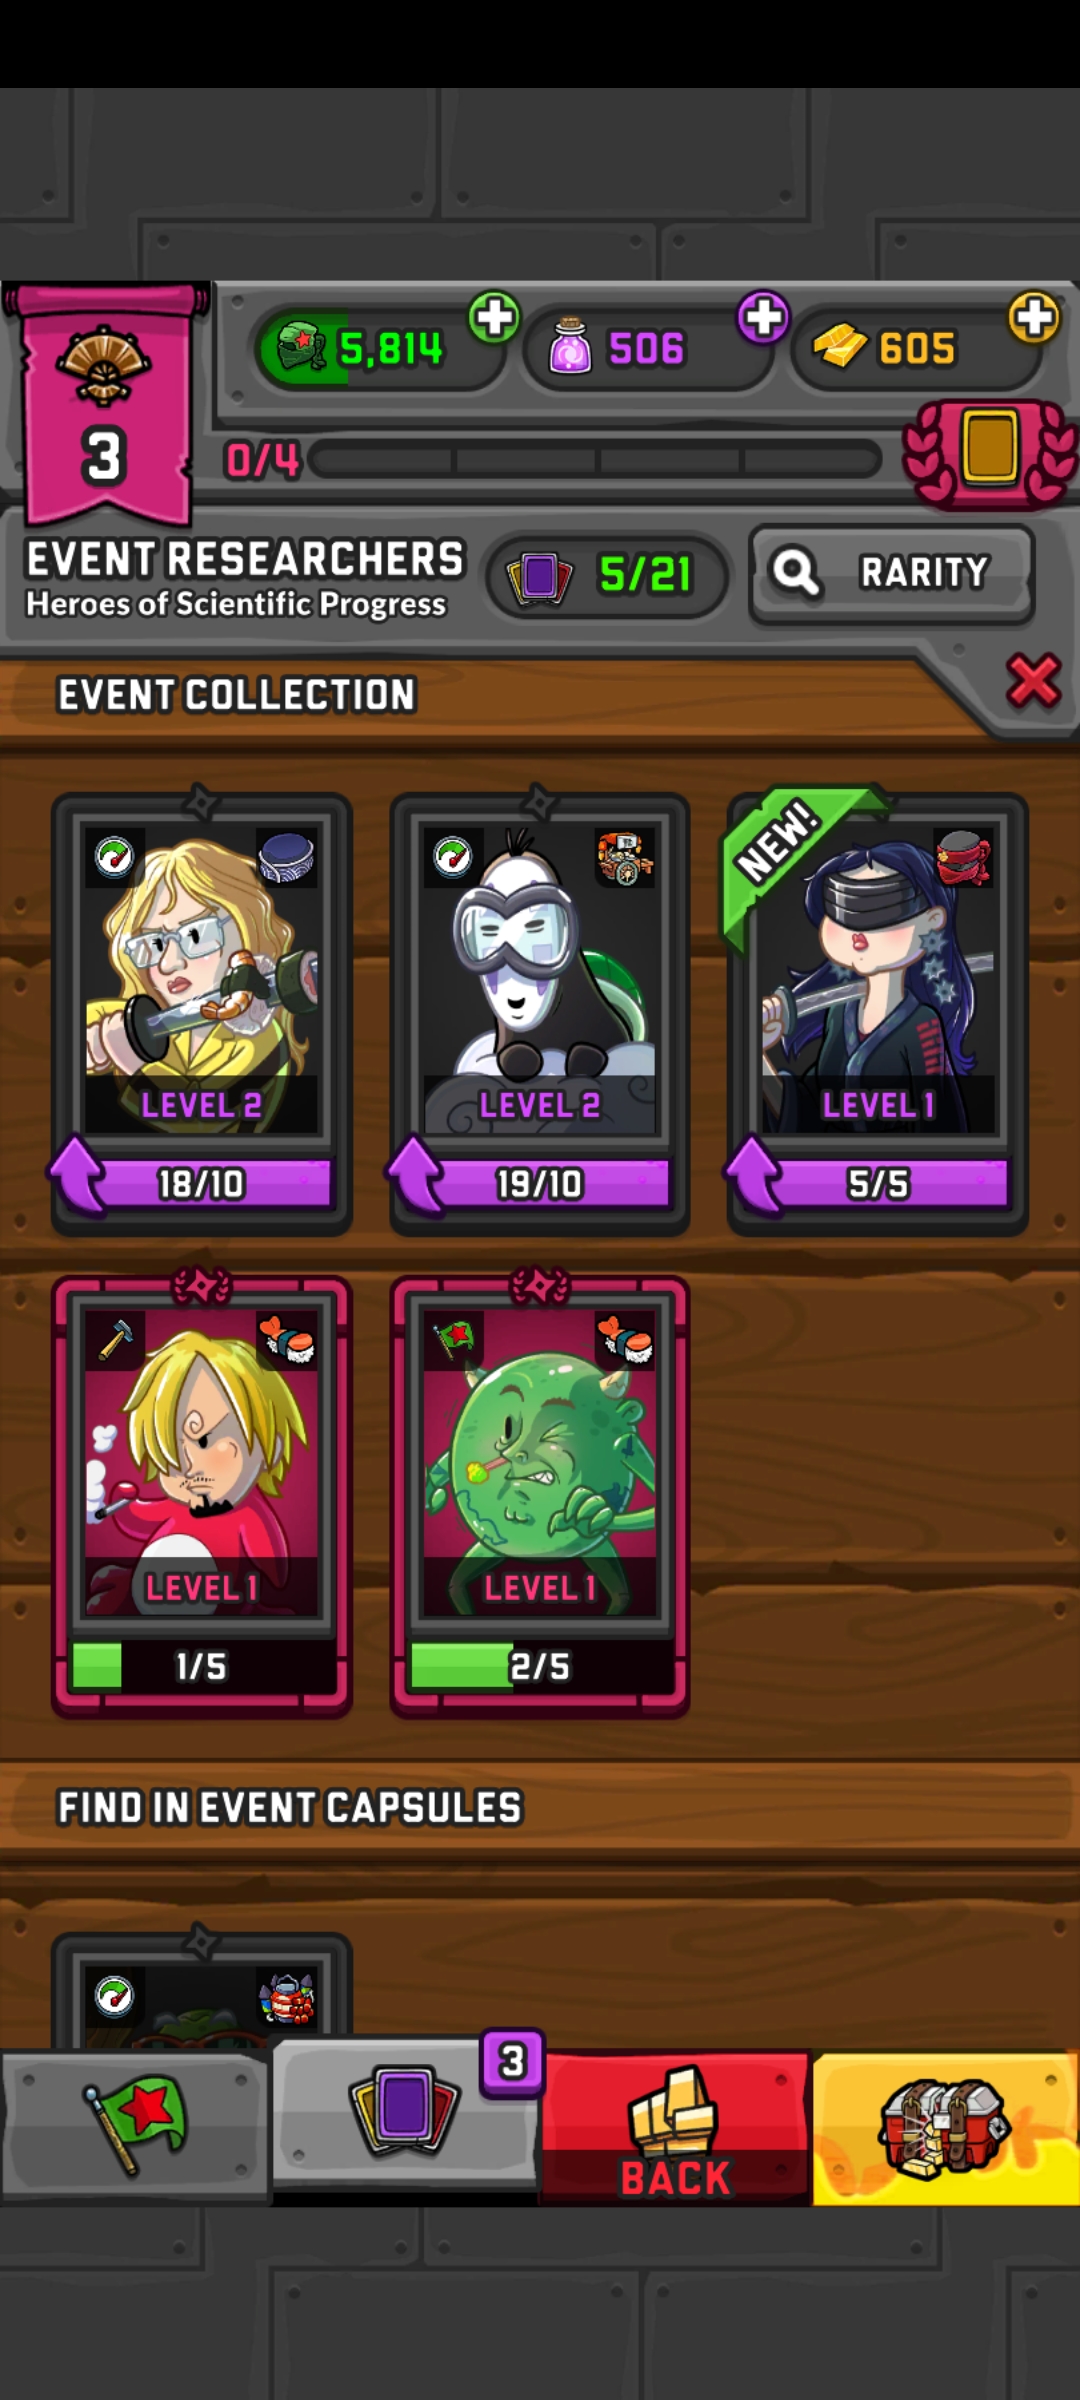 5,814
506
605
3
0/4
EVENT RESEARCHERS
Heroes of Scientific Progress
5/21
RARITY
EVENT COLLECTION
LEVEL 2
18/10
LEVEL 2
19/10
NEW!
LEVEL 1
5/5
LEVEL 1
1/5
LEVEL 1
2/5
FIND IN EVENT CAPSULES
3
BACK